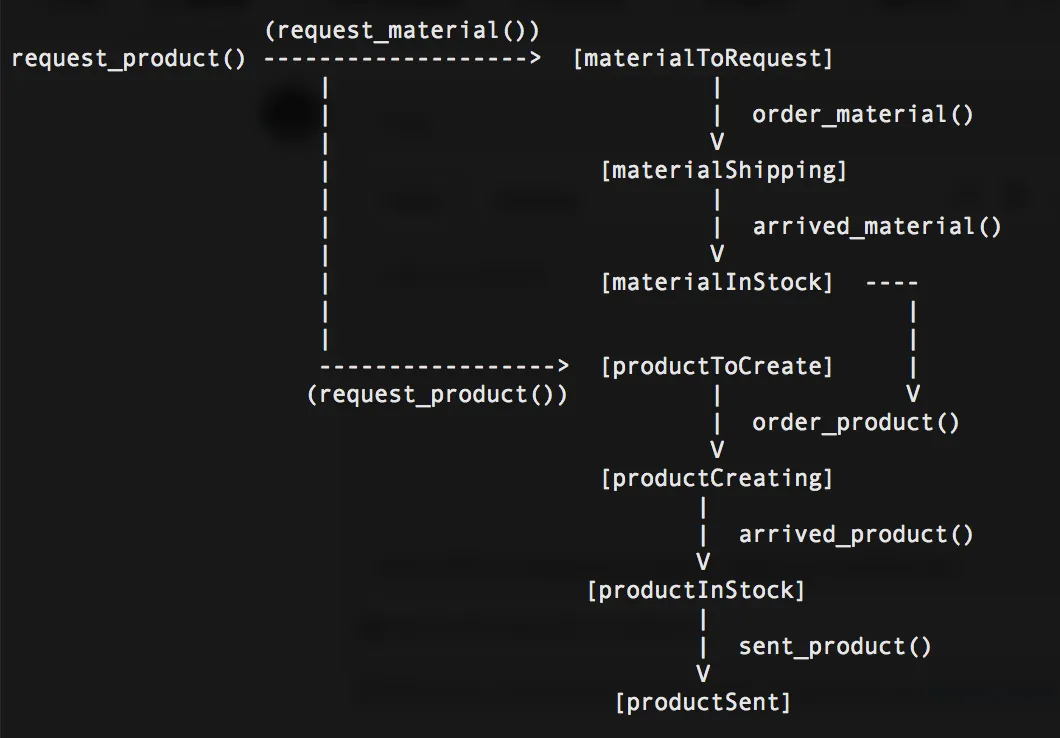 (request_material())
request_product() -------------------> [materialToRequest]
| |
| | order_material()
| V
| [materialShipping]
| |
| | arrived_material()
| V
| [materialInStock] ----
| |
| |
------------------> [productToCreate] |
(request_product()) | V
| order_product()
V
[productCreating]
|
| arrived_product()
V
[productInStock]
|
| sent_product()
V
[productSent]